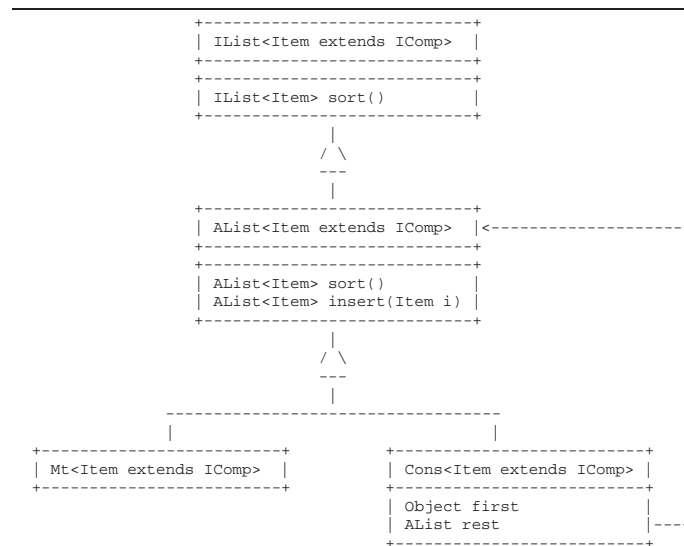 IList<Item extends IComp>
IList<Item> sort()
AList<Item extends IComp>
AList<Item> sort()
AList<Item> insert(Item i)
Mt<Item extends IComp>
Cons<Item extends IComp>
Object first
AList rest